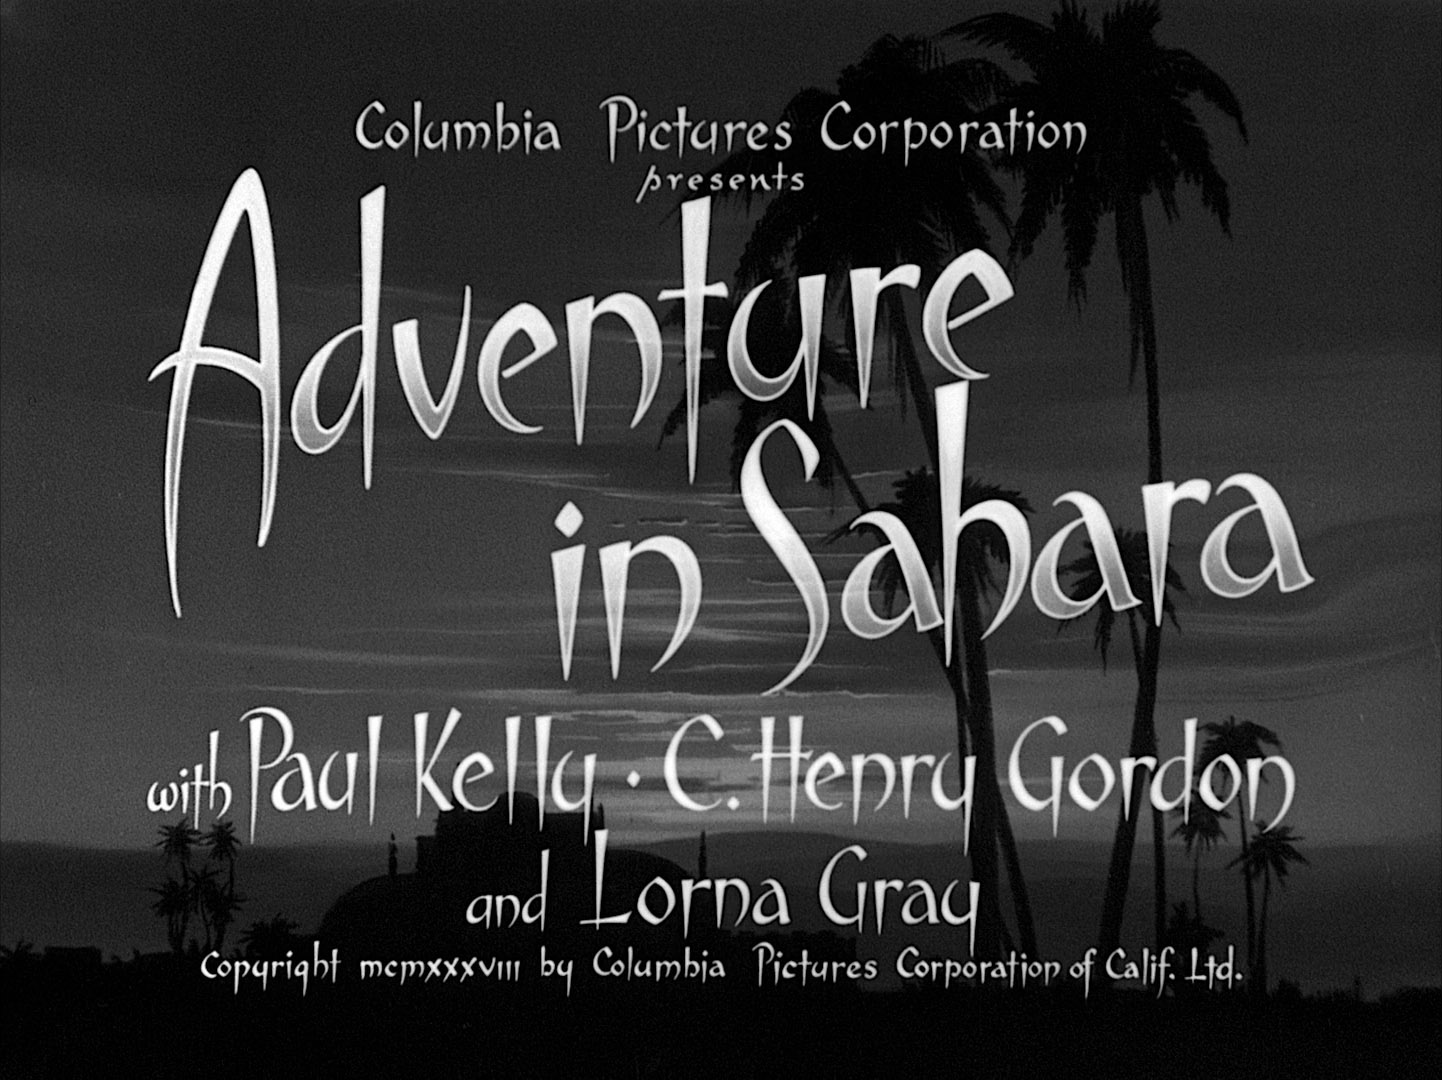 Columbia Pictures Corporation
presents
Adventure
in Sahara
with Paul Kelly · C. Henry Gordon
and Lorna Gray
Copyright mcmxxxviii by Columbia Pictures Corporation of Calif. Ltd.